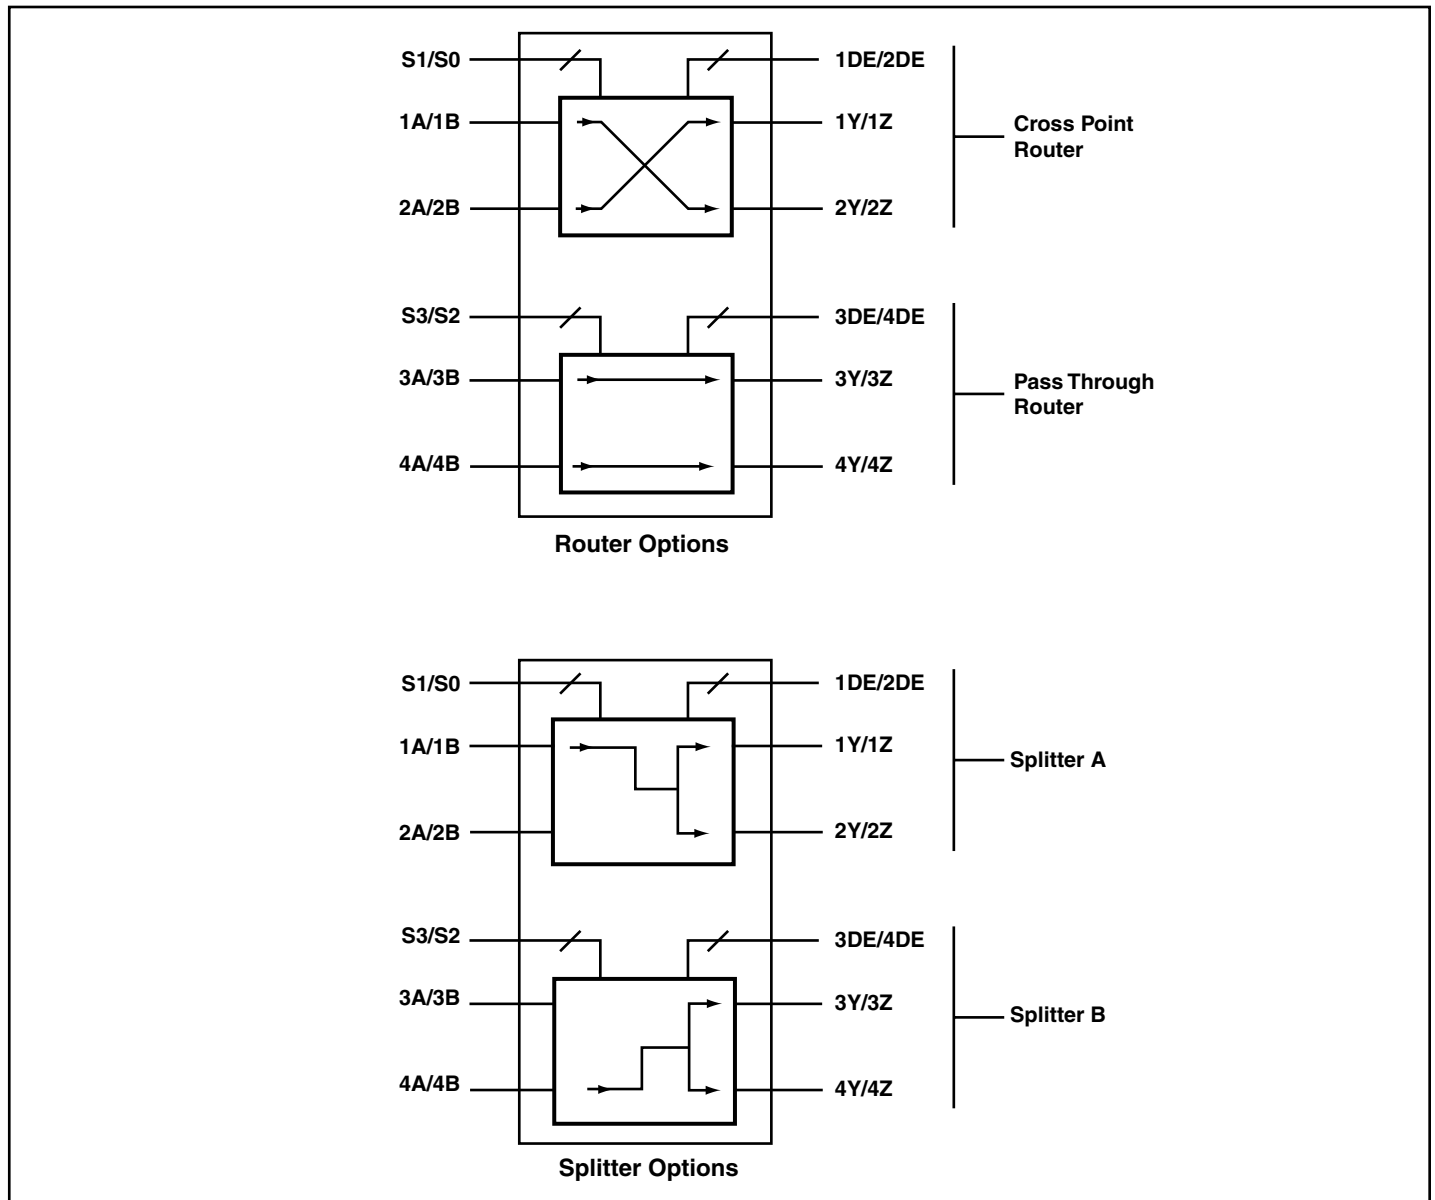 S1/S0
1DE/2DE
1A/1B
1Y/1Z
Cross Point
Router
2A/2B
2Y/2Z
S3/S2
3DE/4DE
3A/3B
3Y/3Z
Pass Through
Router
4A/4B
4Y/4Z
Router Options
S1/S0
1DE/2DE
1A/1B
1Y/1Z
Splitter A
2A/2B
2Y/2Z
S3/S2
3DE/4DE
3A/3B
3Y/3Z
Splitter B
4A/4B
4Y/4Z
Splitter Options